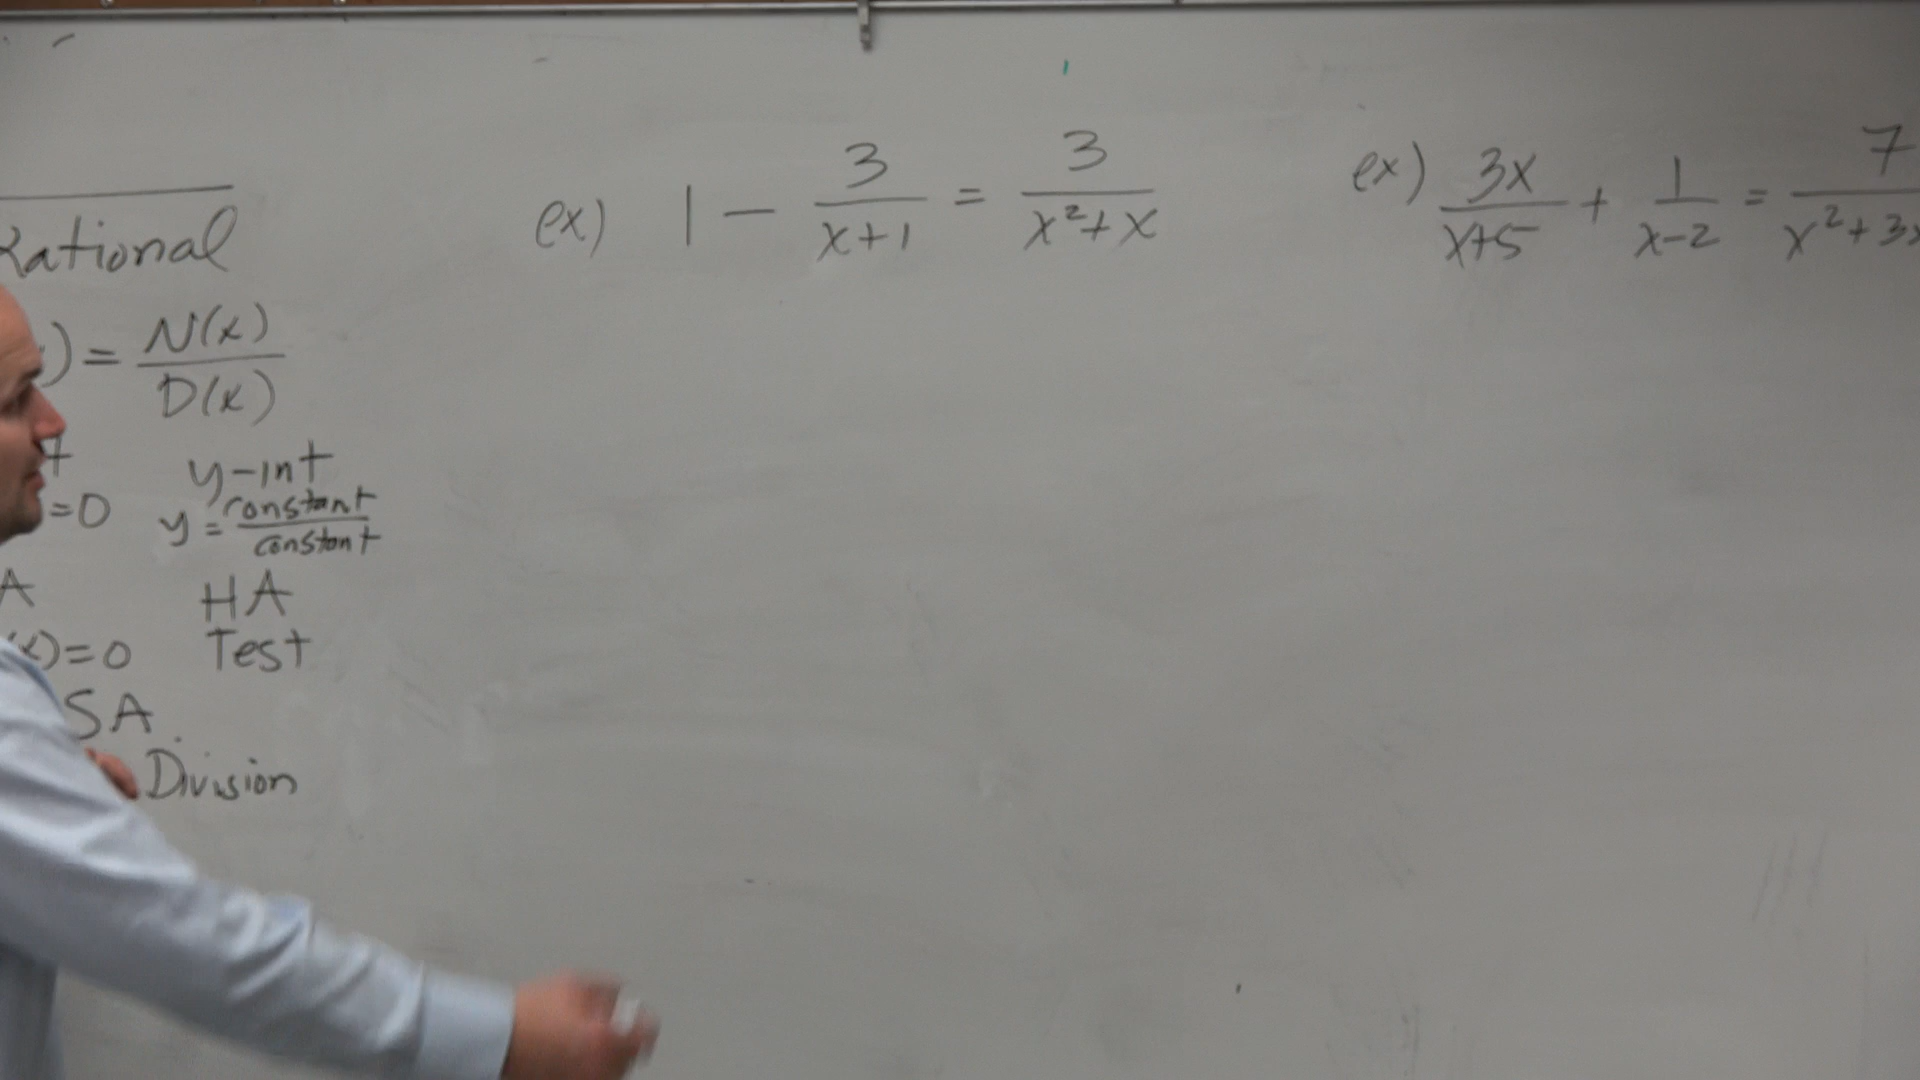 Rational
) = N(x)/D(x)
=0
y-int
y = constant/constant
A
HA
(x)=0
Test
SA
Division
ex) 1 - 3/(x+1) = 3/(x²+x)
ex) 3x/(x+5) + 1/(x-2) = 7/(x²+3x